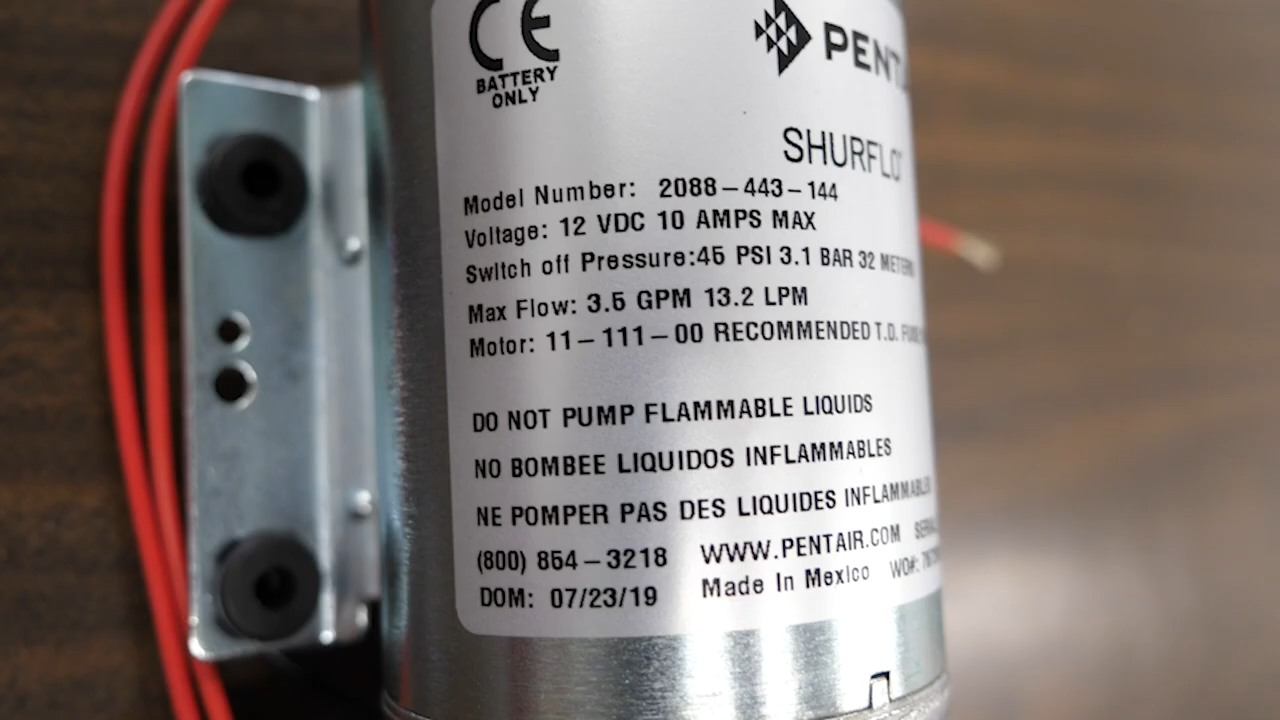 CE
BATTERY
ONLY
SHURFLO
Model Number: 2088-443-144
Voltage: 12 VDC 10 AMPS MAX
Switch off Pressure:45 PSI 3.1 BAR 32 METERS
Max Flow: 3.5 GPM 13.2 LPM
Motor: 11-111-00 RECOMMENDED T.D.
DO NOT PUMP FLAMMABLE LIQUIDS
NO BOMBEE LIQUIDOS INFLAMMABLES
NE POMPER PAS DES LIQUIDES INFLAMMABLES
(800) 854-3218 WWW.PENTAIR.COM
DOM: 07/23/19 Made In Mexico WO#: